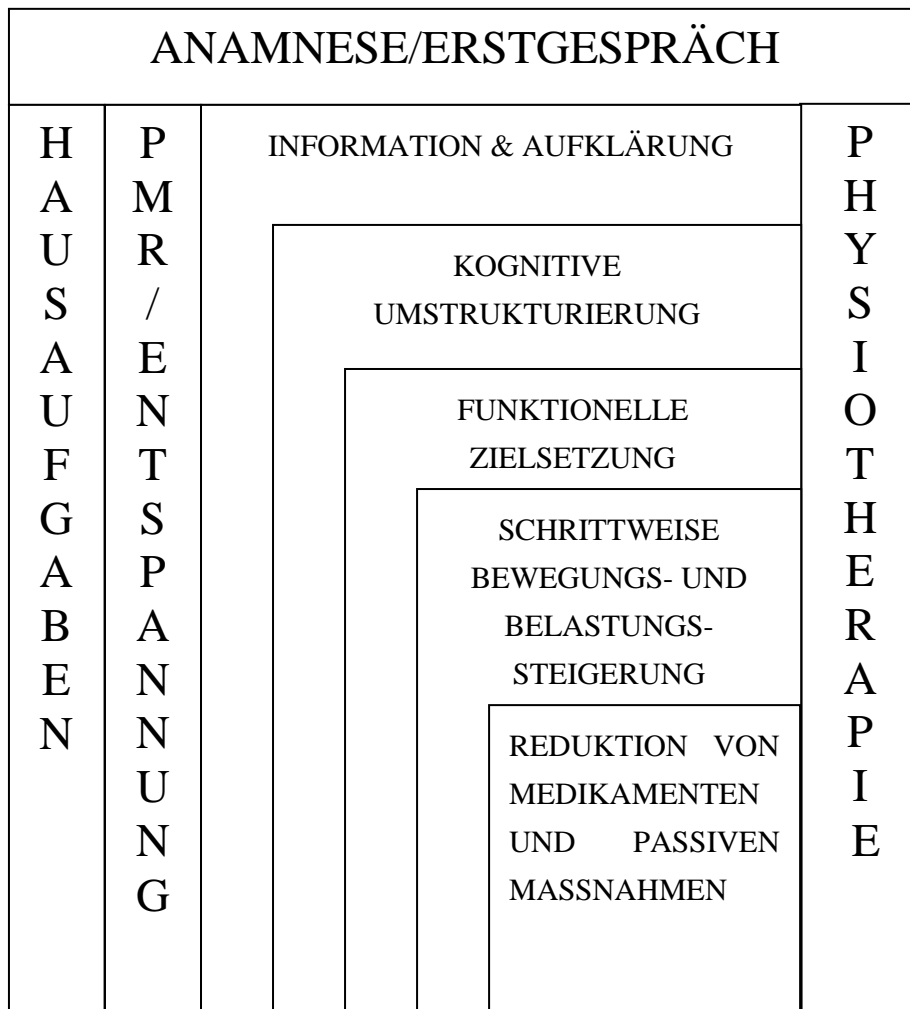 ANAMNESE/ERSTGESPRÄCH
HAUSAUFGABEN
PMR/ENTSPANNUNG
INFORMATION & AUFKLÄRUNG
KOGNITIVE
UMSTRUKTURIERUNG
FUNKTIONELLE
ZIELSETZUNG
SCHRITTWEISE
BEWEGUNGS- UND
BELASTUNGS-
STEIGERUNG
REDUKTION VON
MEDIKAMENTEN
UND PASSIVEN
MASSNAHMEN
PHYSIOTHERAPIE